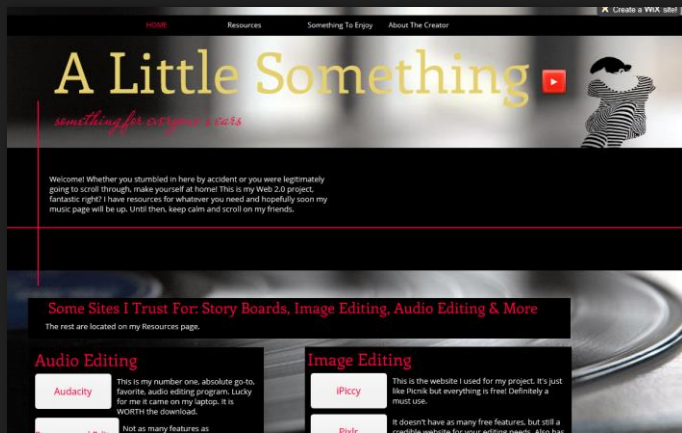 Create a WiX site!
HOME Resources Something To Enjoy About The Creator
A Little Something
something for everyone's ears
Welcome! Whether you stumbled in here by accident or you were legitimately
going to scroll through, make yourself at home! This is my Web 2.0 project,
fantastic right? I have resources for whatever you need and hopefully soon my
music page will be up. Until then, keep calm and scroll on my friends.
Some Sites I Trust For: Story Boards, Image Editing, Audio Editing & More
The rest are located on my Resources page.
Audio Editing
Audacity
This is my number one, absolute go-to,
favorite, audio editing program. Lucky
for me it came on my laptop. It is
WORTH the download.
Not as many features as
Image Editing
iPiccy
This is the website I used for my project. It's just
like Picnik but everything is free! Definitely a
must use.
Pixlr
It doesn't have as many free features, but still a
credible website for your editing needs. Also has